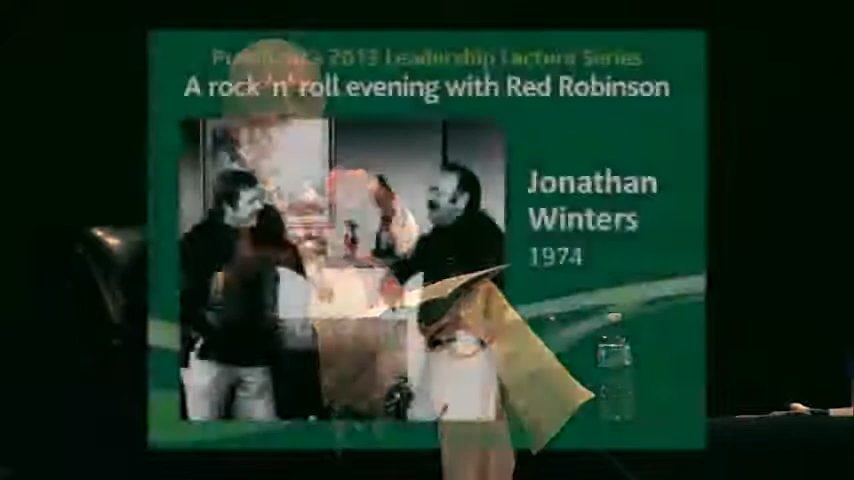 2013 Leadership Lecture Series
A rock 'n' roll evening with Red Robinson
Jonathan
Winters
1974